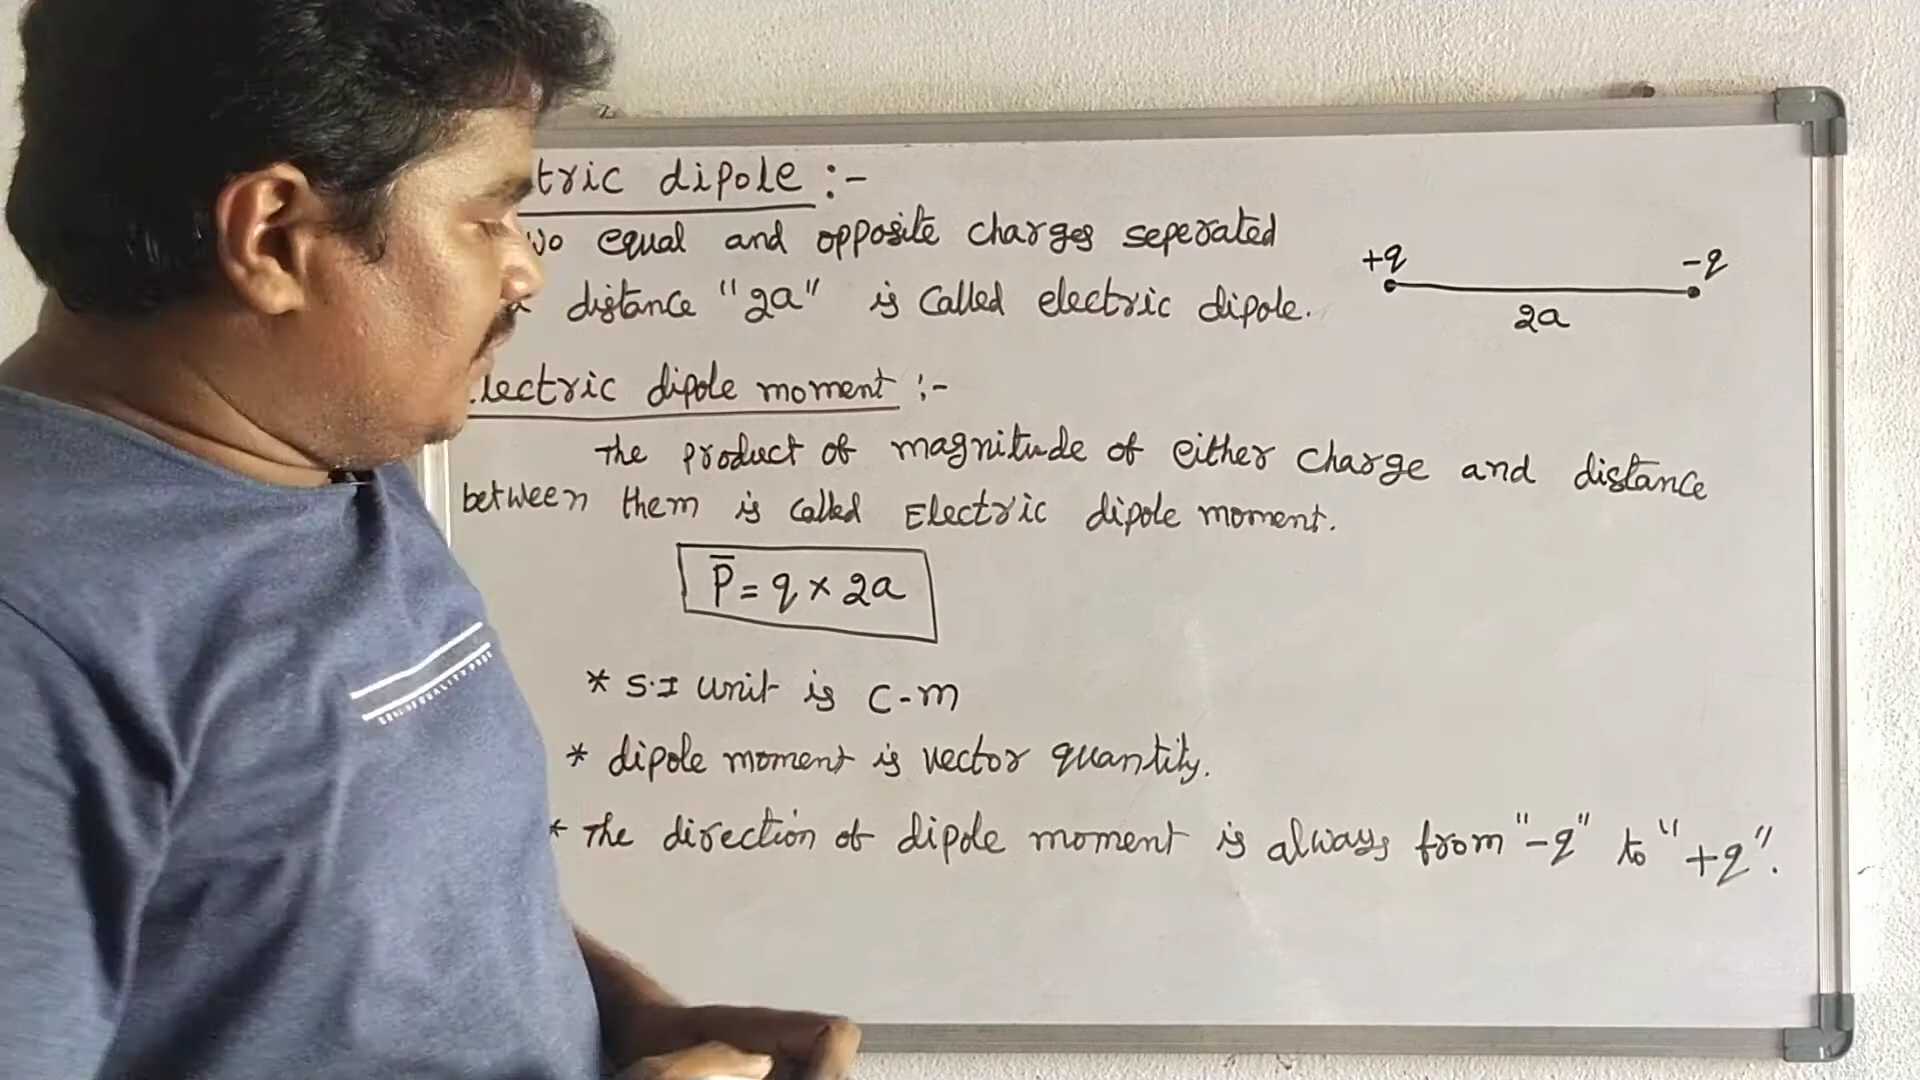 tric dipole :-
wo equal and opposite charges seperated
distance "2a" is called electric dipole.
+q -q
2a
lectric dipole moment :-
The product of magnitude of either charge and distance
between them is called Electric dipole moment.
P̅ = q × 2a
* S.I unit is C-m
* dipole moment is vector quantity.
* The direction of dipole moment is always from "-q" to "+q".